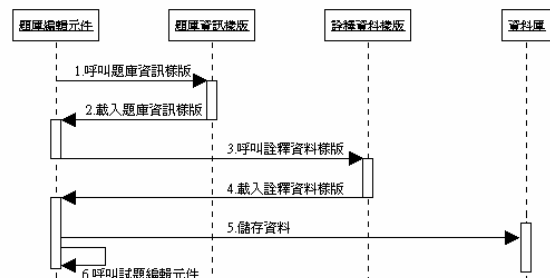 題庫編輯元件
題庫資訊樣版
詮釋資料樣版
資料庫
1.呼叫題庫資訊樣版
2.載入題庫資訊樣版
3.呼叫詮釋資料樣版
4.載入詮釋資料樣版
5.儲存資料
6.呼叫試題編輯元件